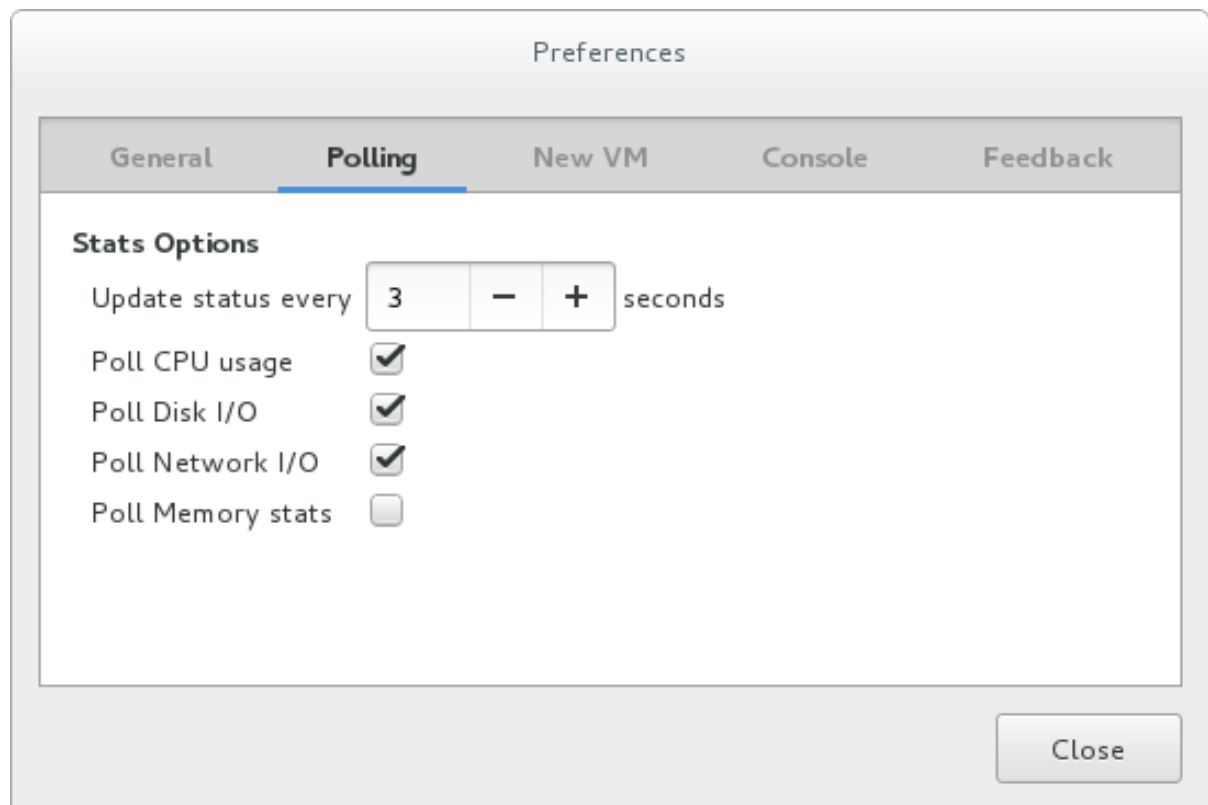 Preferences
General Polling New VM Console Feedback
Stats Options
Update status every 3 − + seconds
Poll CPU usage
Poll Disk I/O
Poll Network I/O
Poll Memory stats
Close